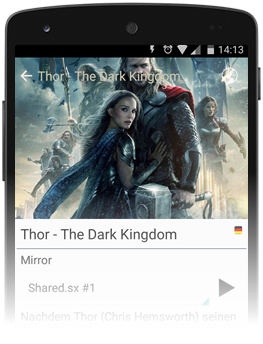 14:13
Thor - The Dark Kingdom
Thor - The Dark Kingdom
Mirror
Shared.sx #1
Nachdem Thor (Chris Hemsworth) seinen